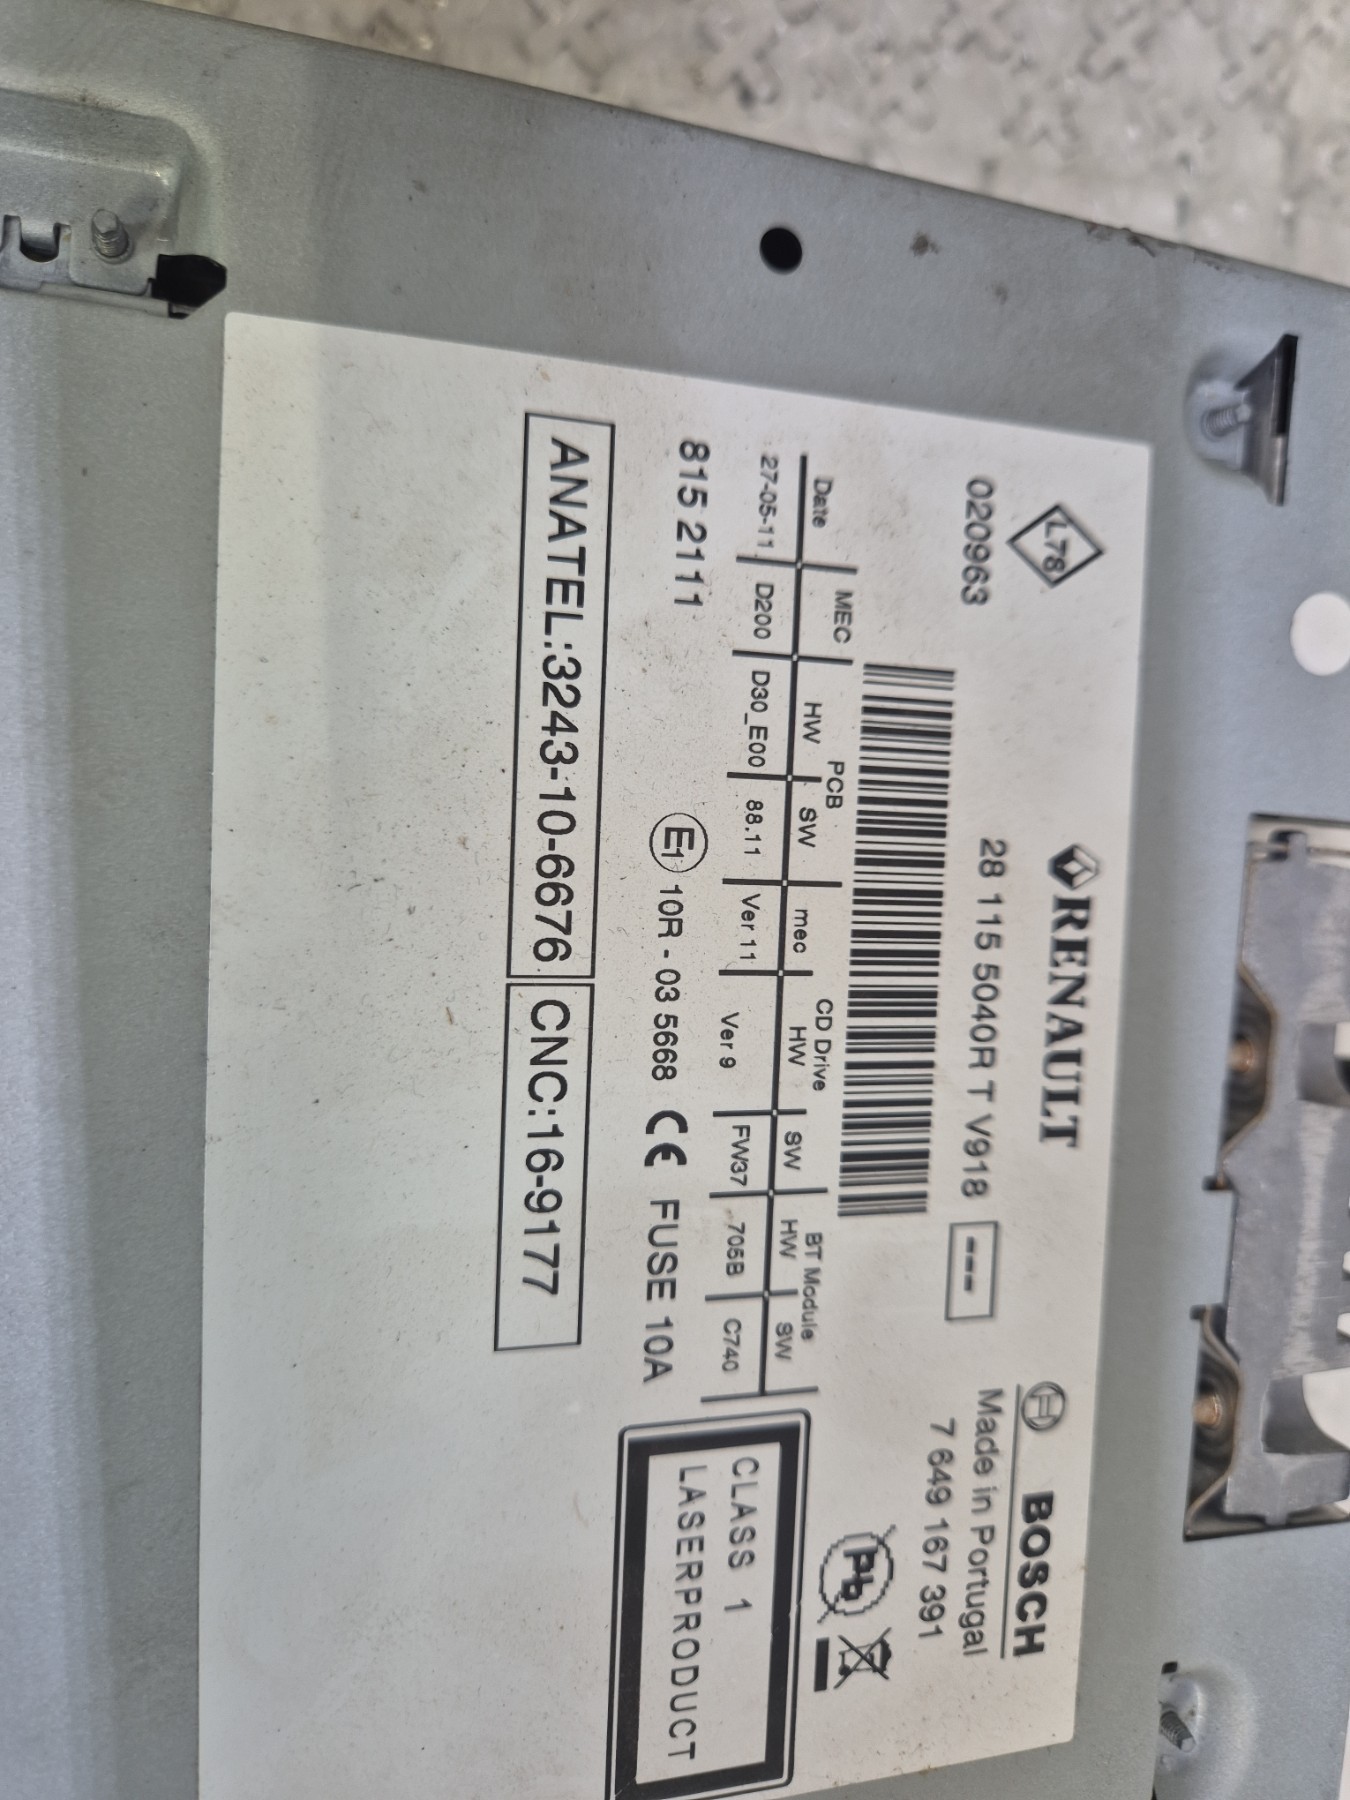 L78
RENAULT
BOSCH
020963
28 115 5040R T V918
---
Made in Portugal
7 649 167 391
PCB
CD Drive
BT Module
Date
MEC
HW
SW
mec
HW
SW
HW
SW
27-05-11
D200
D30_E00
88.11
Ver 11
Ver 9
FW37
705B
C740
Pb
815 2111
E1 10R - 03 5668 CE FUSE 10A
CLASS 1
LASERPRODUCT
ANATEL:3243-10-6676
CNC:16-9177